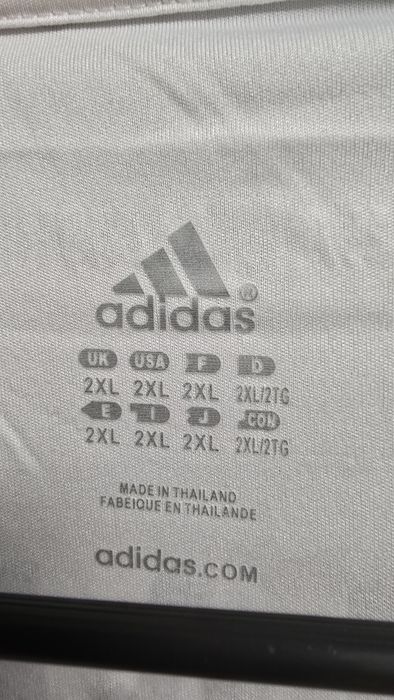 adidas ®
UK USA F D
2XL 2XL 2XL 2XL/2TG
E I J CON
2XL 2XL 2XL 2XL/2TG
MADE IN THAILAND
FABEIQUE EN THAILANDE
adidas.COM